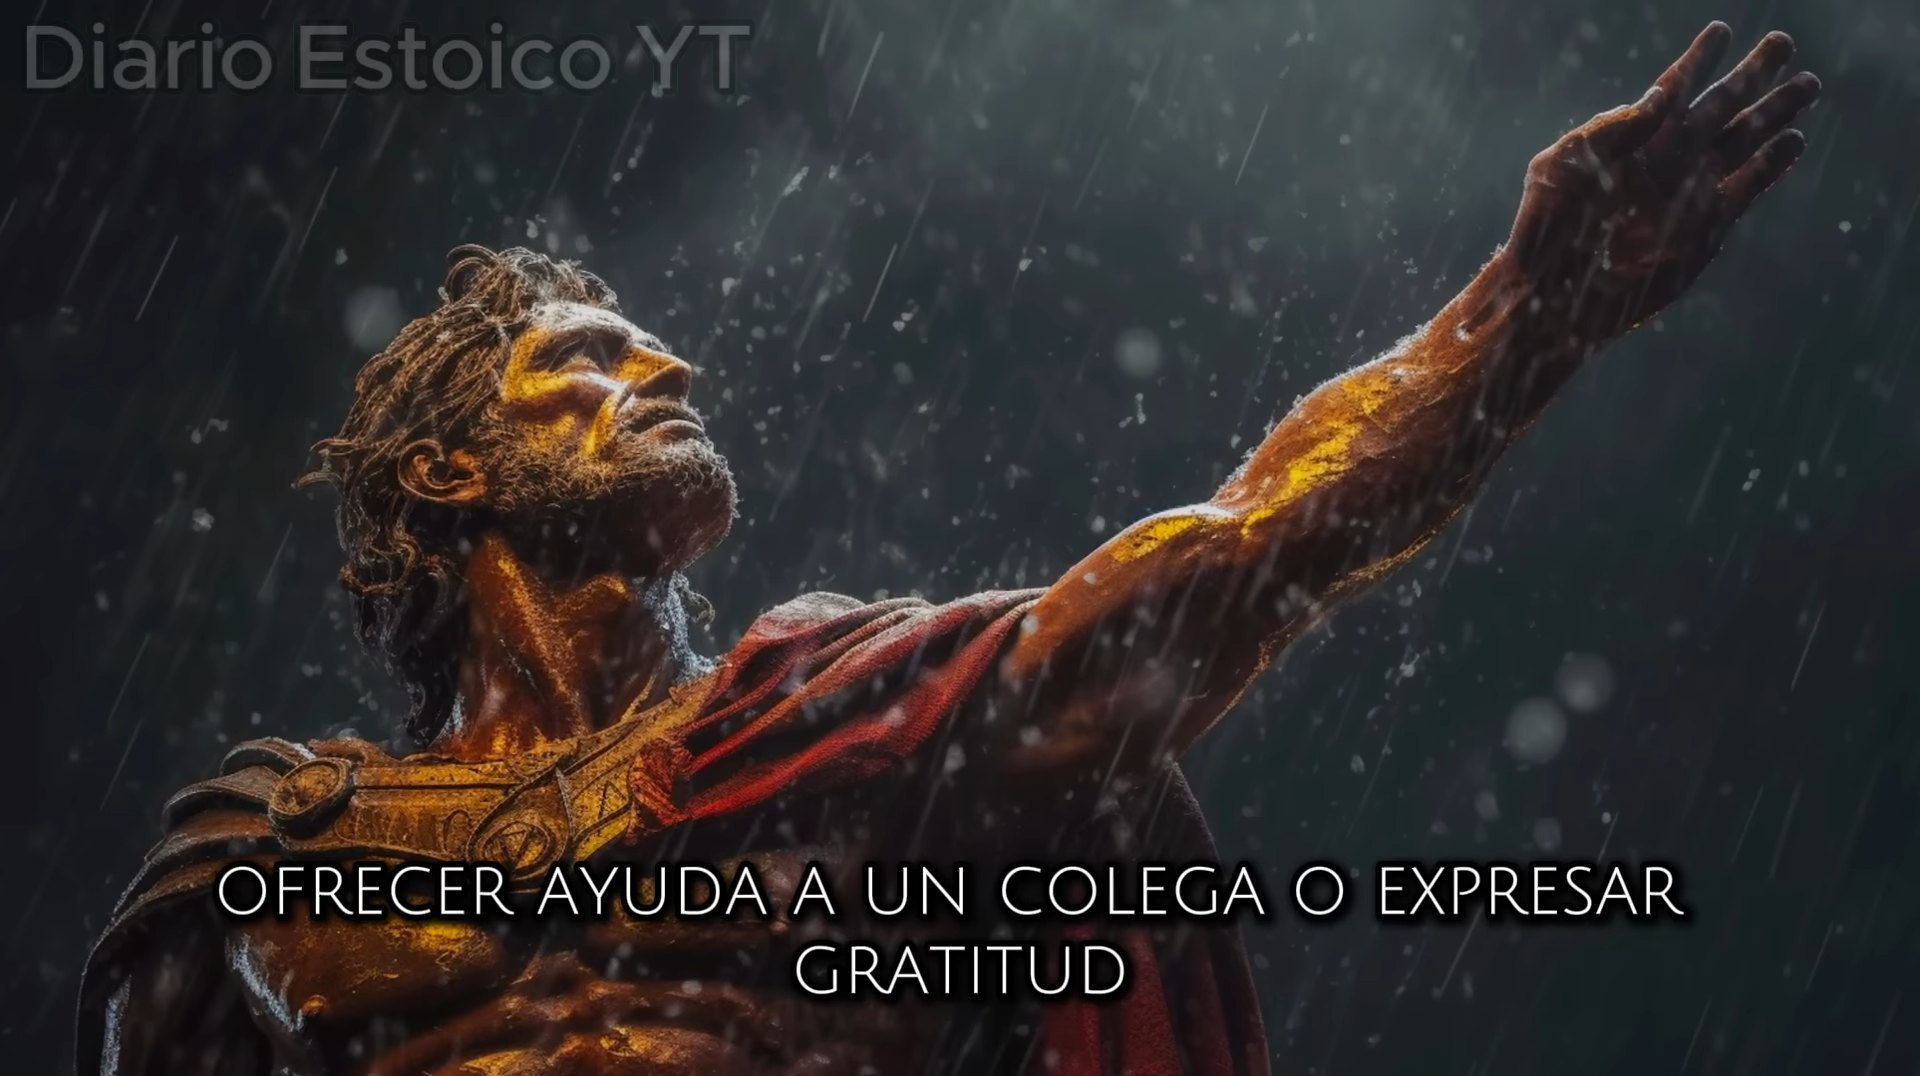 Diario Estoico YT
OFRECER AYUDA A UN COLEGA O EXPRESAR
GRATITUD